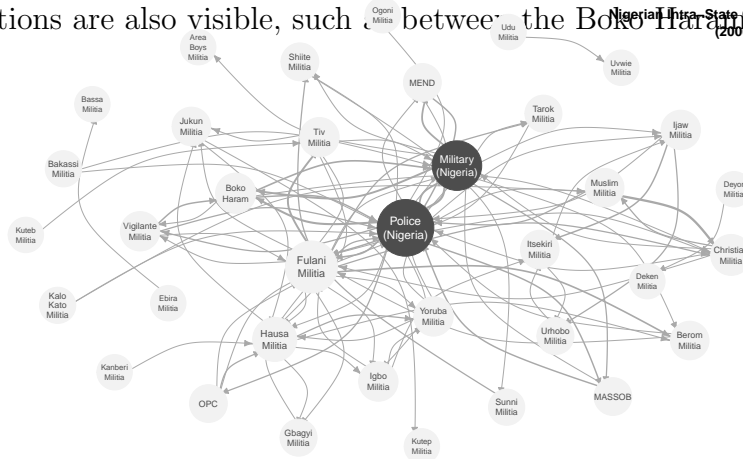 tions are also visible, such a between the Boko Haram
Nigerian Intra-State
(200
Ogoni
Militia
Udu
Militia
Area
Boys
Militia
Shiite
Militia
Uvwie
Militia
MEND
Bassa
Militia
Tarok
Militia
Jukun
Militia
Tiv
Militia
Ijaw
Militia
Military
(Nigeria)
Bakassi
Militia
Boko
Haram
Muslim
Militia
Deyor
Militia
Police
(Nigeria)
Vigilante
Militia
Kuteb
Militia
Itsekiri
Militia
Christia
Militia
Fulani
Militia
Deken
Militia
Kalo
Kato
Militia
Ebira
Militia
Yoruba
Militia
Hausa
Militia
Urhobo
Militia
Berom
Militia
Kanberi
Militia
Igbo
Militia
OPC
Sunni
Militia
MASSOB
Gbagyi
Militia
Kutep
Militia